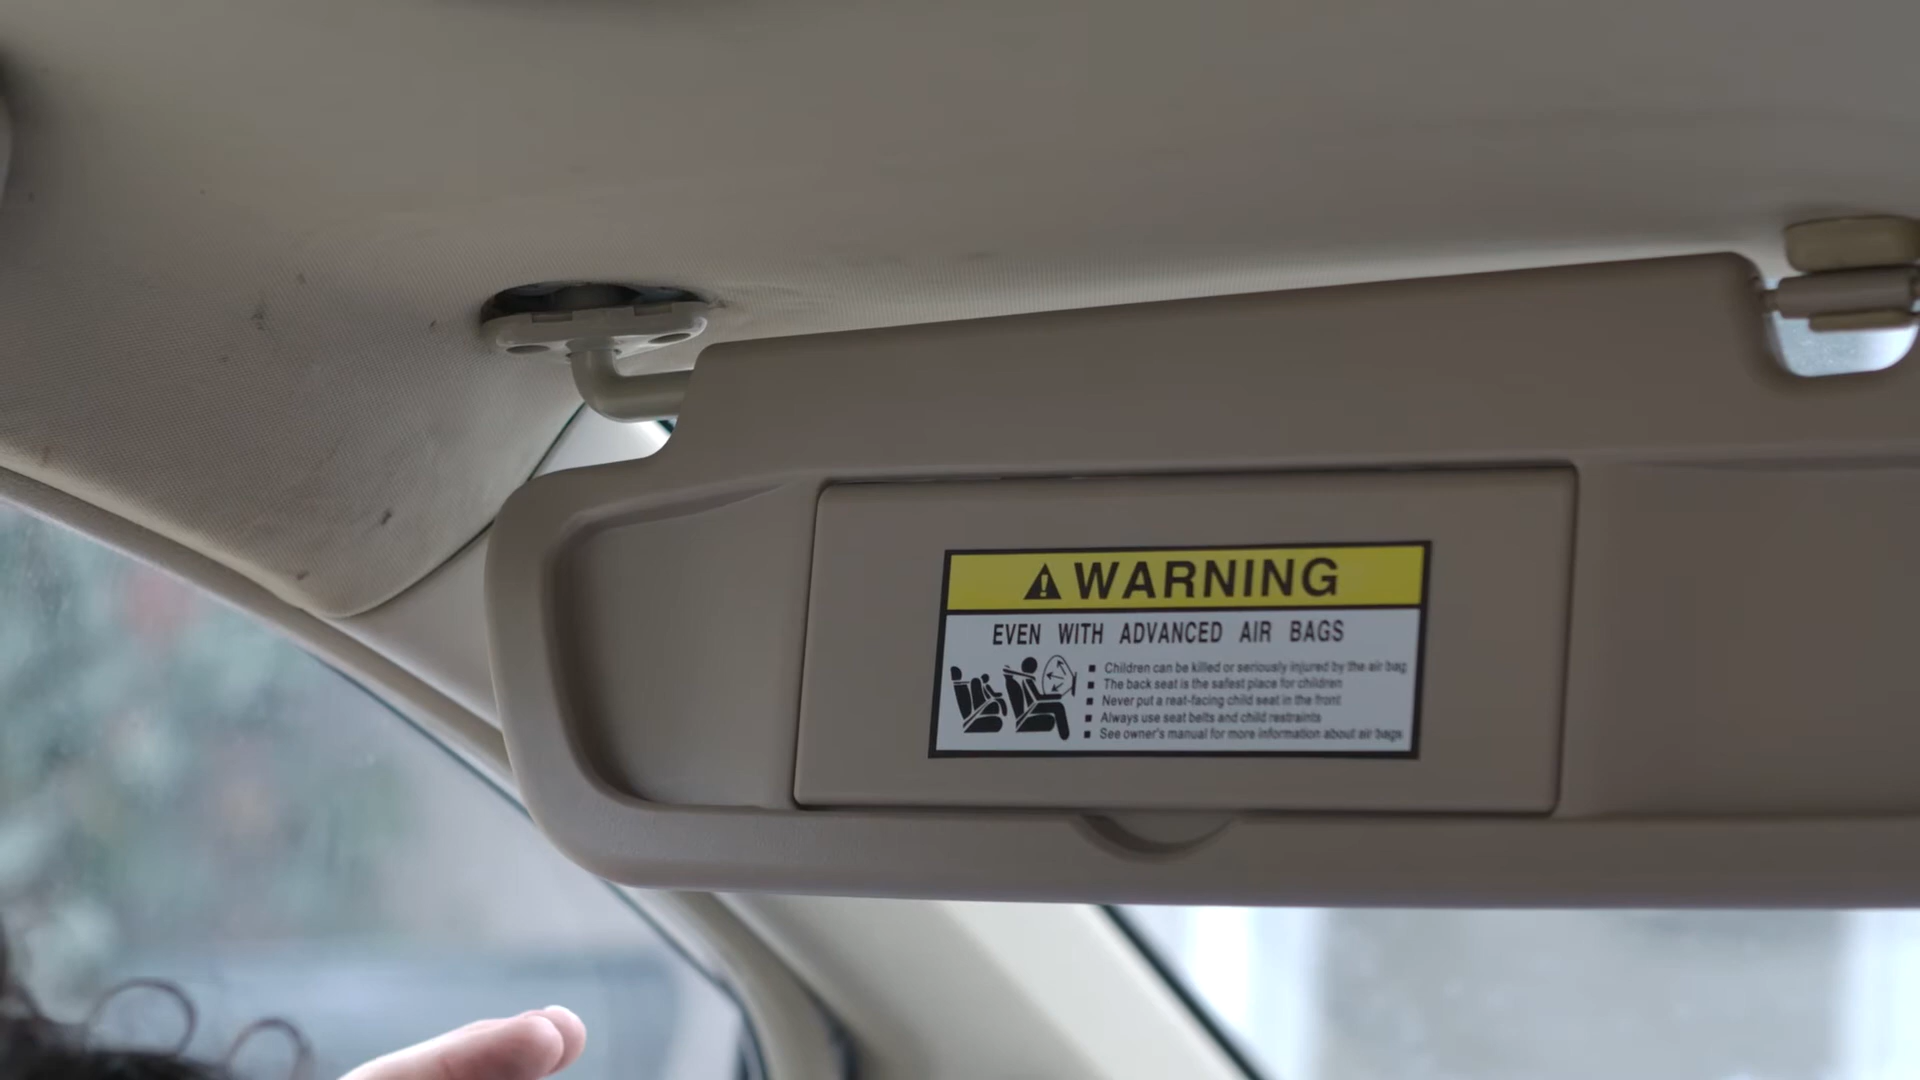 WARNING
EVEN WITH ADVANCED AIR BAGS
▪ Children can be killed or seriously injured by the air bag
▪ The back seat is the safest place for children
▪ Never put a reat-facing child seat in the front
▪ Always use seat belts and child restraints
▪ See owner's manual for more information about air bags